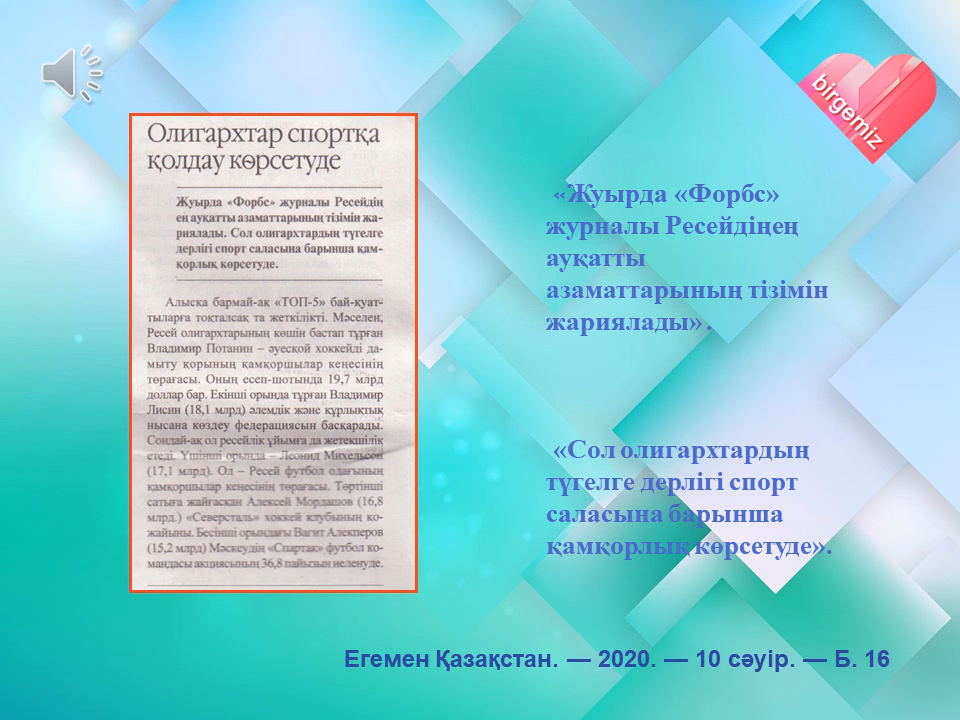 birgəmiz
Олигархтар спортқа
қолдау көрсетуде
Жуырда «Форбс» журналы Ресейдің
ең ауқатты азаматтарының тізімін жа-
риялады. Сол олигархтардың түгелге
дерлігі спорт саласына барынша қам-
қорлық көрсетуде.
Алысқа бармай-ақ «ТОП-5» бай-қуат-
тыларға тоқталсақ та жеткілікті. Мәселен,
Ресей олигархтарының көшін бастап тұрған
Владимир Потанин – әуесқой хоккейді да-
мыту қорының қамқоршылар кеңесінің
төрағасы. Оның есеп-шотында 19,7 млрд
доллар бар. Екінші орында тұрған Владимир
Лисин (18,1 млрд) әлемдік және құрлықтық
нысана көздеу федерациясын басқарады.
Сондай-ақ ол ресейлік ұйымға да жетекшілік
етеді. Үшінші орында – Леонид Михельсон
(17,1 млрд). Ол – Ресей футбол одағының
қамқоршылар кеңесінің төрағасы. Төртінші
сатыға жайғасқан Алексей Мордашов (16,8
млрд.) «Северсталь» хоккей клубының қо-
жайыны. Бесінші орындағы Вагит Алекперов
(15,2 млрд) Мәскеудің «Спартак» футбол ко-
мандасы акциясының 36,8 пайызын иеленуде.
«Жуырда «Форбс»
журналы Ресейдіңең
ауқатты
азаматтарының тізімін
жариялады».
«Сол олигархтардың
түгелге дерлігі спорт
саласына барынша
қамқорлық көрсетуде».
Егемен Қазақстан. — 2020. — 10 сәуір. — Б. 16